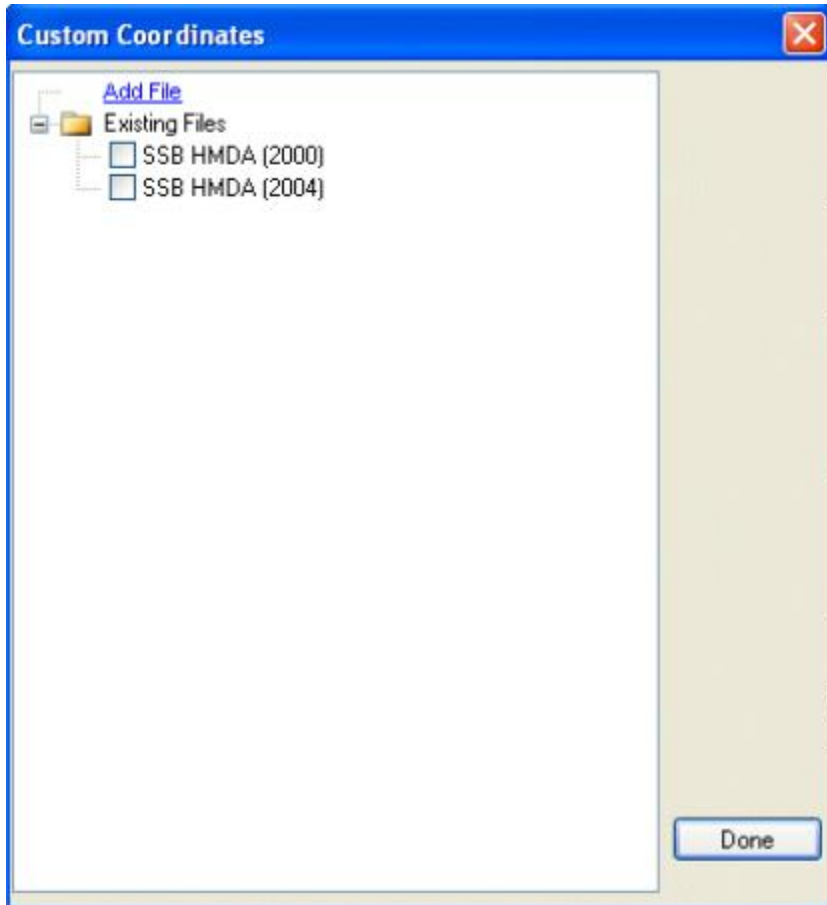 Custom Coordinates
Add File
Existing Files
SSB HMDA (2000)
SSB HMDA (2004)
Done